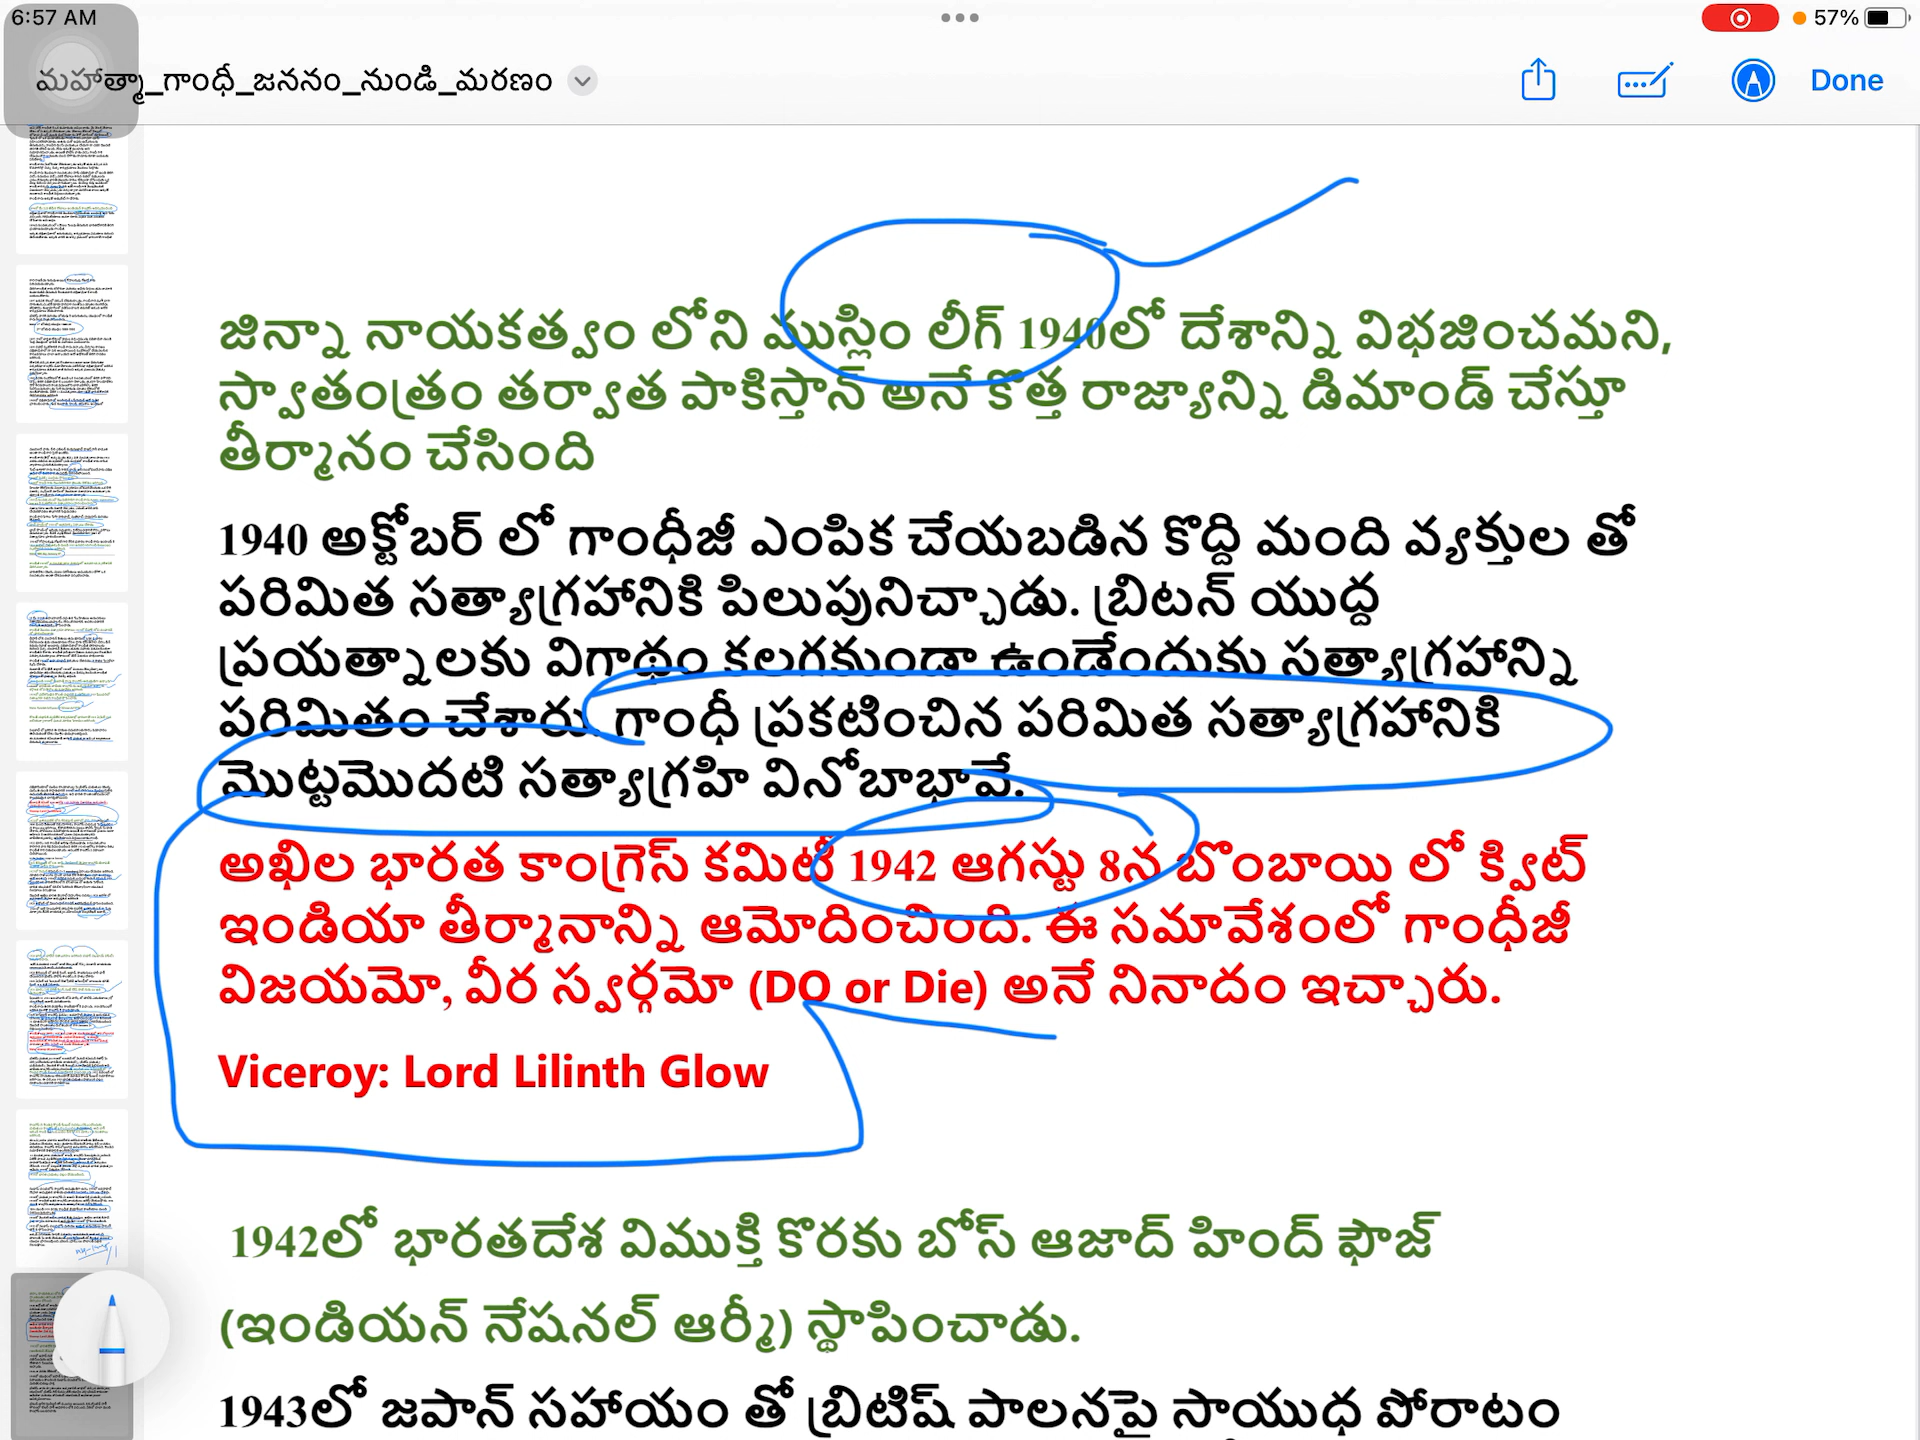 6:57 AM
57%
మహాత్మా_గాంధీ_జననం_నుండి_మరణం
Done
జిన్నా నాయకత్వం లోని ముస్లిం లీగ్ 1940లో దేశాన్ని విభజించమని,
స్వాతంత్రం తర్వాత పాకిస్తాన్ అనే కొత్త రాజ్యాన్ని డిమాండ్ చేస్తూ
తీర్మానం చేసింది
1940 అక్టోబర్ లో గాంధీజీ ఎంపిక చేయబడిన కొద్ది మంది వ్యక్తుల తో
పరిమిత సత్యాగ్రహానికి పిలుపునిచ్చాడు. బ్రిటన్ యుద్ద
ప్రయత్నాలకు విగాథం కలగకుండా ఉండేందుకు సత్యాగ్రహాన్ని
పరిమితం చేశారు. గాంధీ ప్రకటించిన పరిమిత సత్యాగ్రహానికి
మొట్టమొదటి సత్యాగ్రహి వినోబాభావే.
అఖిల భారత కాంగ్రెస్ కమిటీ 1942 ఆగస్టు 8న బొంబాయి లో క్విట్
ఇండియా తీర్మానాన్ని ఆమోదించింది. ఈ సమావేశంలో గాంధీజీ
విజయమో, వీర స్వర్గమో (DO or Die) అనే నినాదం ఇచ్చారు.
Viceroy: Lord Lilinth Glow
1942లో భారతదేశ విముక్తి కొరకు బోస్ ఆజాద్ హింద్ ఫౌజ్
(ఇండియన్ నేషనల్ ఆర్మీ) స్థాపించాడు.
1943లో జపాన్ సహాయం తో బ్రిటిష్ పాలనపై సాయుధ పోరాటం